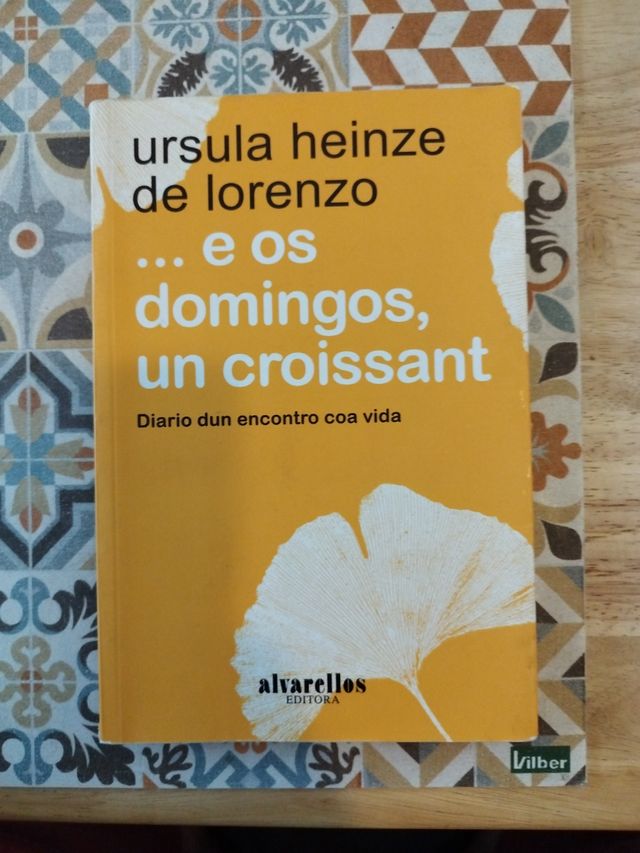 ursula heinze
de lorenzo
... e os
domingos,
un croissant
Diario dun encontro coa vida
alvarellos
EDITORA
Vilber